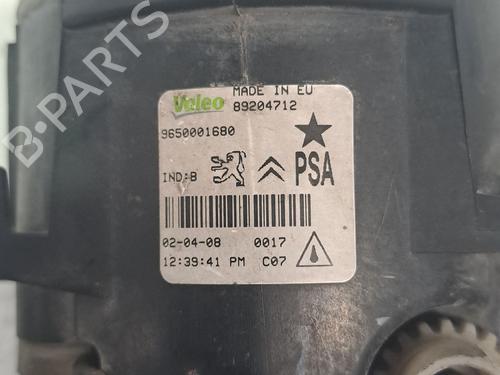 Valeo
MADE IN EU
89204712
9650001680
IND:B
PSA
02-04-08 0017
12:39:41 PM C07
B-PARTS